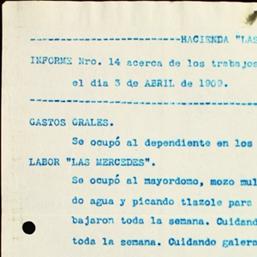 ------------------------HACIENDA "LAS
INFORME Nro. 14 acerca de los trabajos
el dia 3 de ABRIL de 1909.
------------------------------------
GASTOS GRALES.
Se ocupó al dependiente en los
LABOR "LAS MERCEDES".
Se ocupó al mayordomo, mozo mul
do agua y picando tlazole para
bajaron toda la semana. Cuidand
toda la semana. Cuidando galera